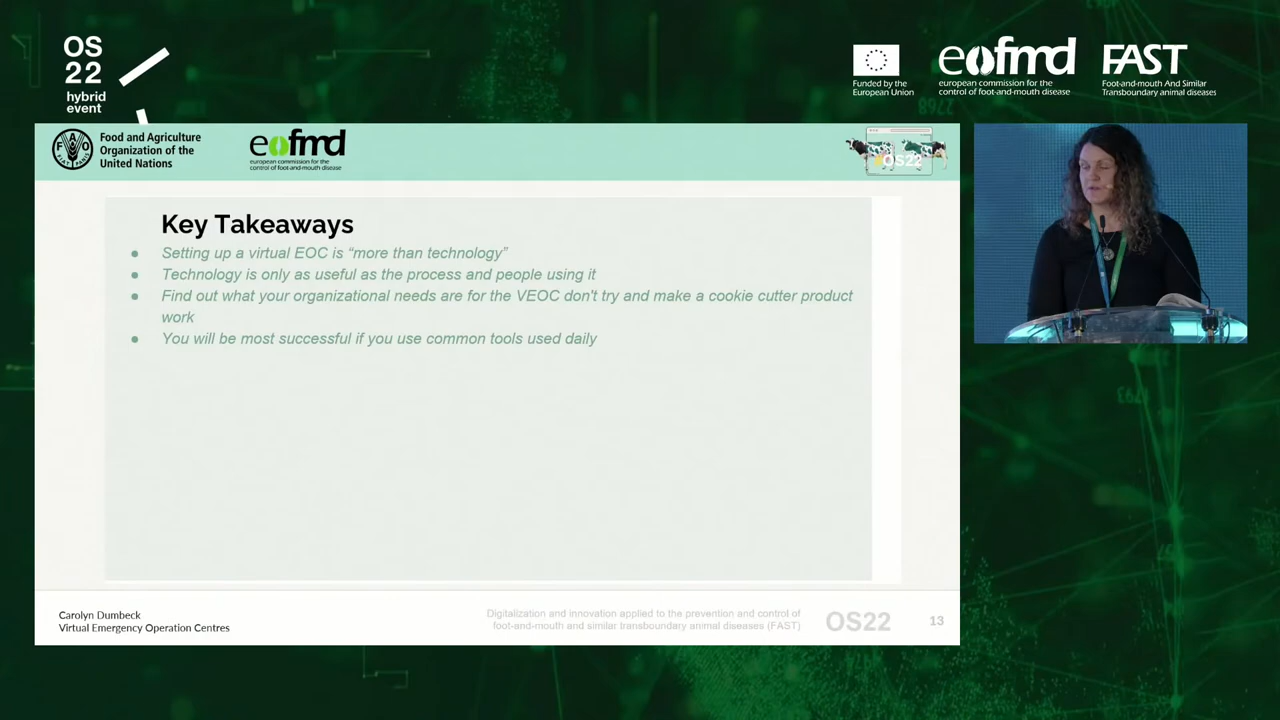 OS
22
hybrid
event
Funded by the
European Union
eofmd
european commission for the
control of foot-and-mouth disease
FAST
Foot-and-mouth And Similar
Transboundary animal diseases
FAO
FIAT PANIS
Food and Agriculture
Organization of the
United Nations
eofmd
european commission for the
control of foot-and-mouth disease
#OS22
Key Takeaways
● Setting up a virtual EOC is “more than technology”
● Technology is only as useful as the process and people using it
● Find out what your organizational needs are for the VEOC don't try and make a cookie cutter product
work
● You will be most successful if you use common tools used daily
Carolyn Dumbeck
Virtual Emergency Operation Centres
Digitalization and innovation applied to the prevention and control of
foot-and-mouth and similar transboundary animal diseases (FAST)
OS22
13